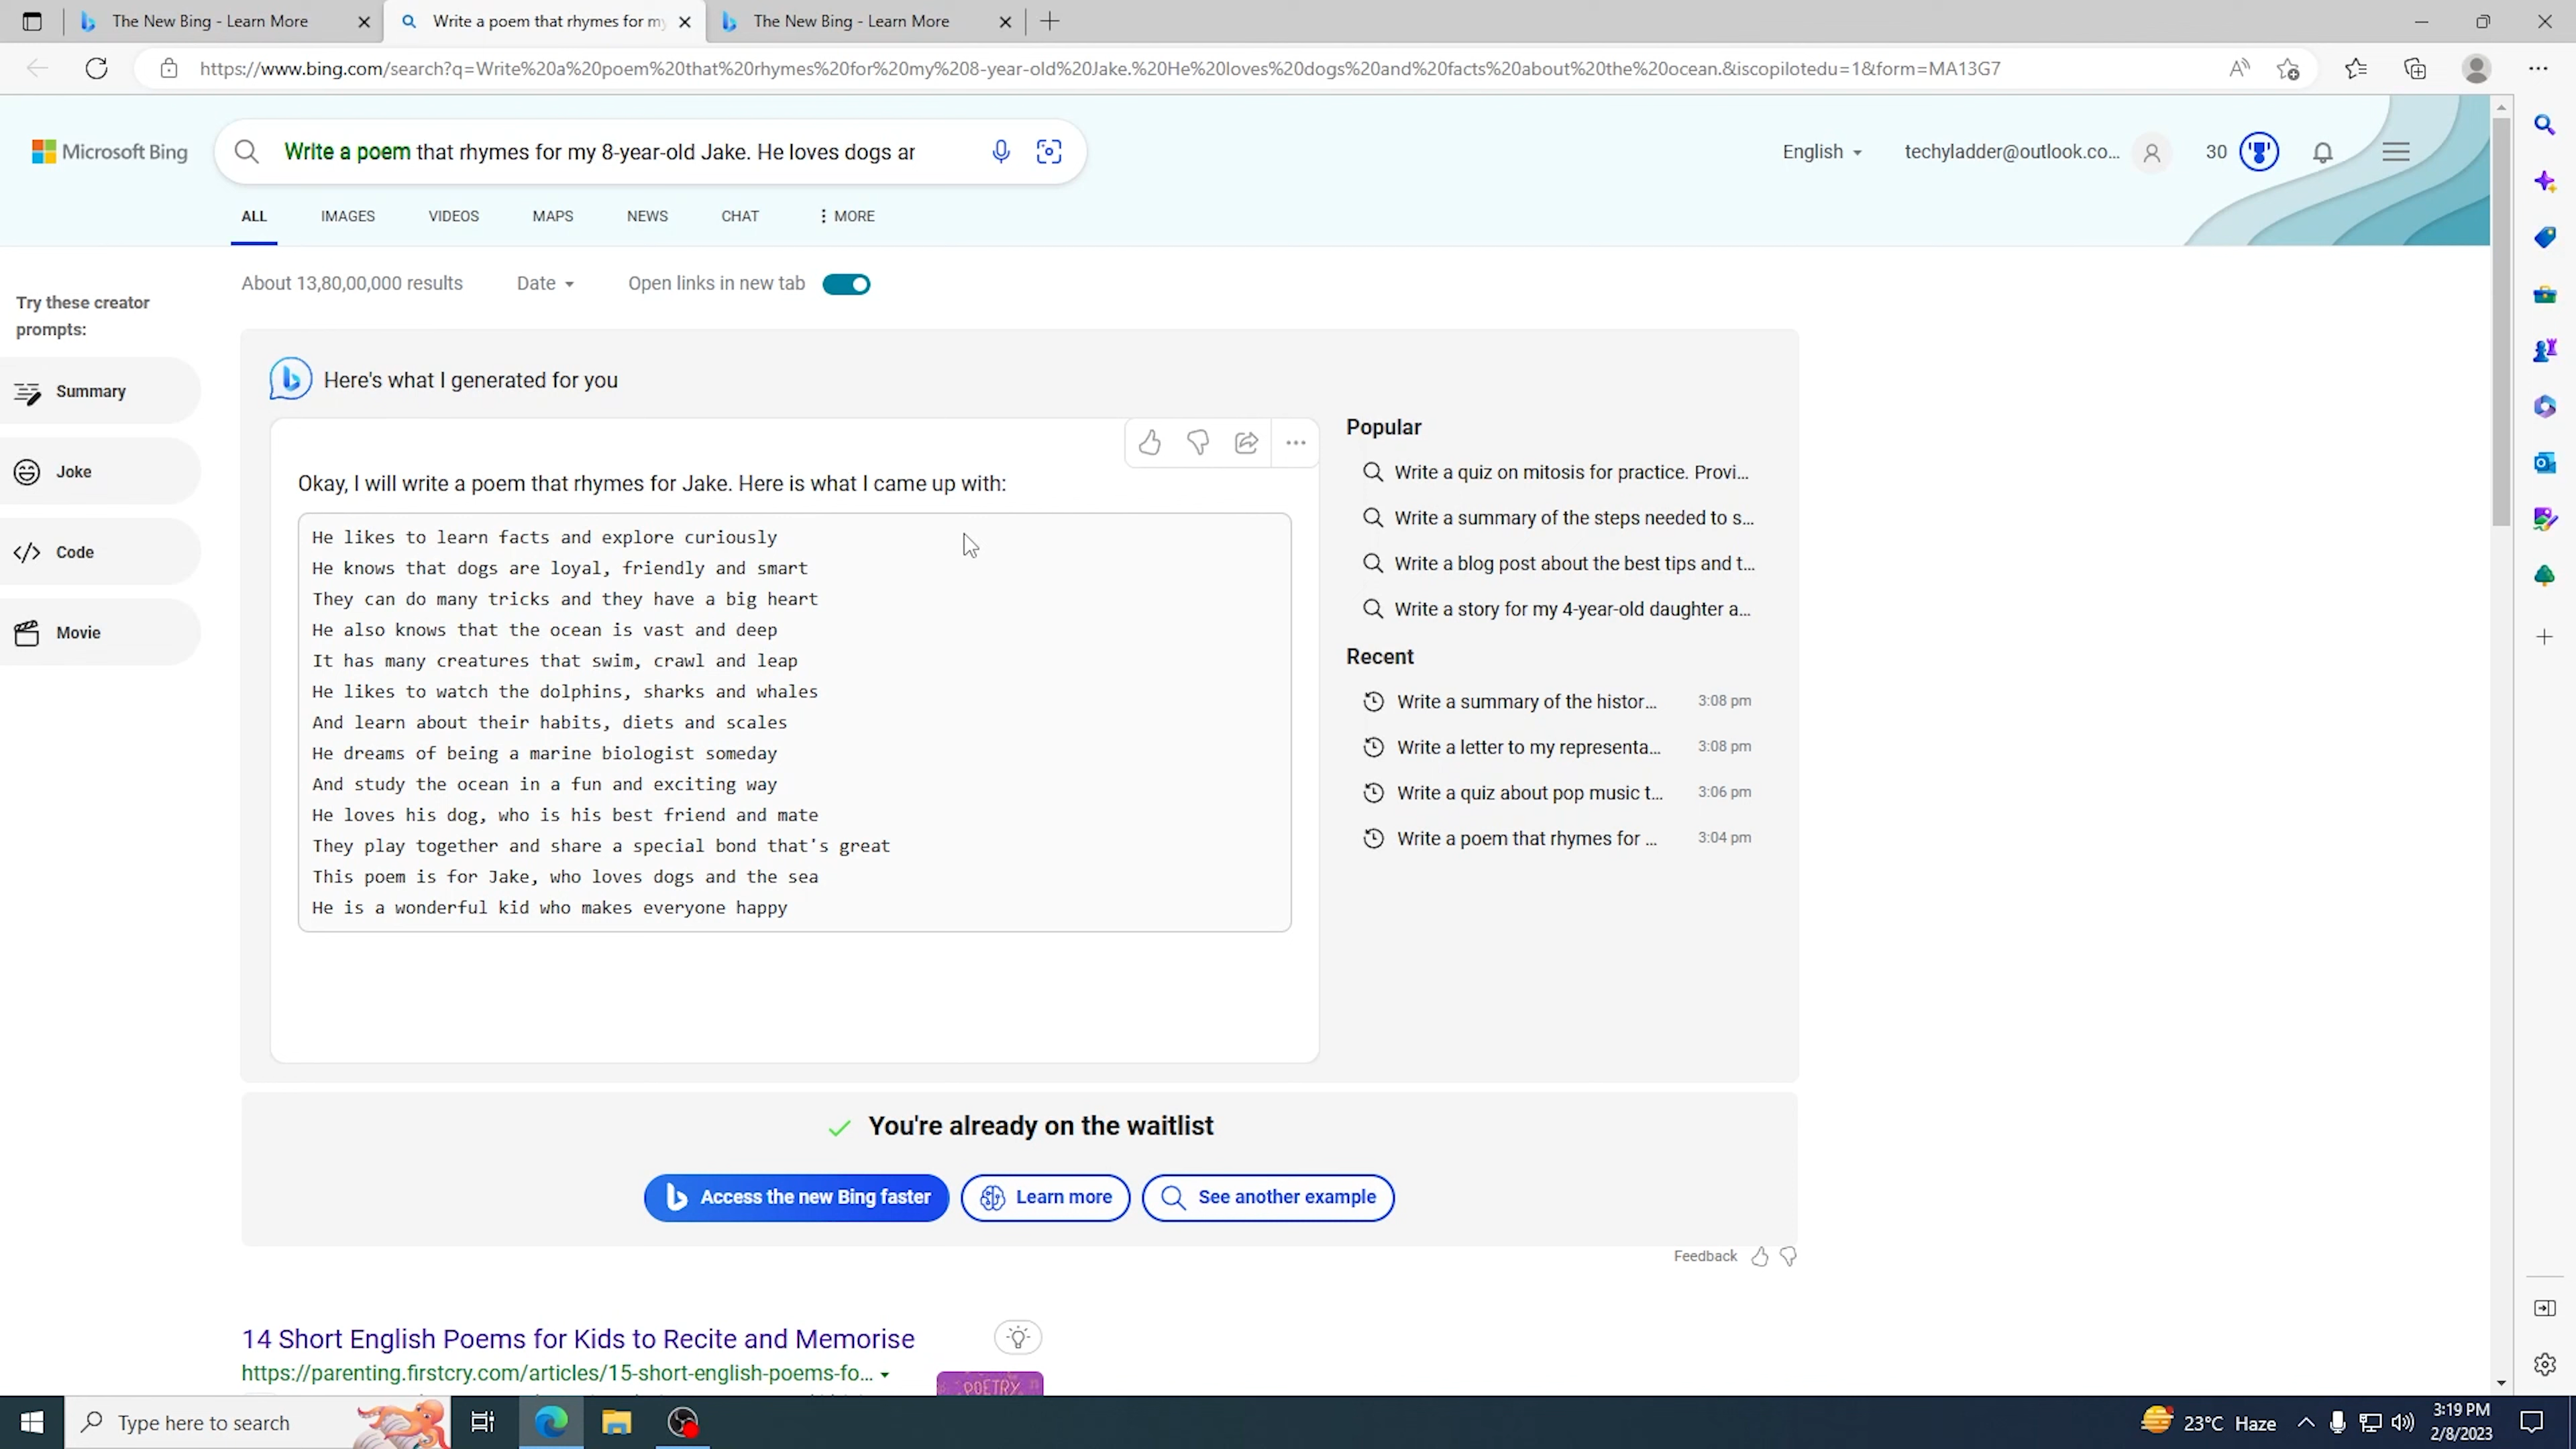 The New Bing - Learn More
Write a poem that rhymes for my
The New Bing - Learn More
https://www.bing.com/search?q=Write%20a%20poem%20that%20rhymes%20for%20my%208-year-old%20Jake.%20He%20loves%20dogs%20and%20facts%20about%20the%20ocean.&iscopilotedu=1&form=MA13G7
Microsoft Bing
Write a poem that rhymes for my 8-year-old Jake. He loves dogs ar
English
techyladder@outlook.co...
30
ALL IMAGES VIDEOS MAPS NEWS CHAT MORE
About 13,80,00,000 results Date Open links in new tab
Try these creator
prompts:
Summary
Joke
Code
Movie
Here's what I generated for you
Okay, I will write a poem that rhymes for Jake. Here is what I came up with:
He likes to learn facts and explore curiously
He knows that dogs are loyal, friendly and smart
They can do many tricks and they have a big heart
He also knows that the ocean is vast and deep
It has many creatures that swim, crawl and leap
He likes to watch the dolphins, sharks and whales
And learn about their habits, diets and scales
He dreams of being a marine biologist someday
And study the ocean in a fun and exciting way
He loves his dog, who is his best friend and mate
They play together and share a special bond that's great
This poem is for Jake, who loves dogs and the sea
He is a wonderful kid who makes everyone happy
Popular
Write a quiz on mitosis for practice. Provi...
Write a summary of the steps needed to s...
Write a blog post about the best tips and t...
Write a story for my 4-year-old daughter a...
Recent
Write a summary of the histor... 3:08 pm
Write a letter to my representa... 3:08 pm
Write a quiz about pop music t... 3:06 pm
Write a poem that rhymes for ... 3:04 pm
You're already on the waitlist
Access the new Bing faster
Learn more
See another example
Feedback
14 Short English Poems for Kids to Recite and Memorise
https://parenting.firstcry.com/articles/15-short-english-poems-fo...
POETRY
Type here to search
23°C Haze
3:19 PM
2/8/2023